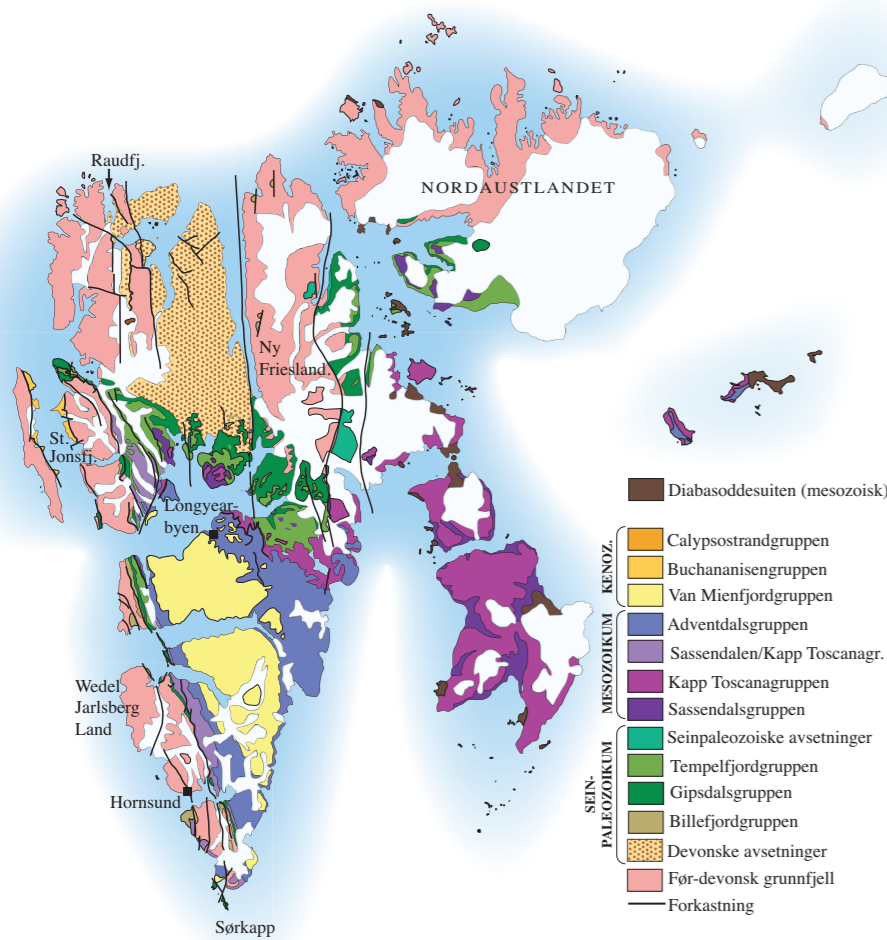 Raudfj.
NORDAUSTLANDET
Ny
Friesland.
St.
Jonsfj.
Longyear-
byen
Wedel
Jarlsberg
Land
Hornsund
Sørkapp
Diabasoddesuiten (mesozoisk)
KENOZ.
Calypsostrandgruppen
Buchananisengruppen
Van Mienfjordgruppen
MESOZOIKUM
Adventdalsgruppen
Sassendalen/Kapp Toscanagr.
Kapp Toscanagruppen
Sassendalsgruppen
SEIN-
PALEOZOIKUM
Seinpaleozoiske avsetninger
Tempelfjordgruppen
Gipsdalsgruppen
Billefjordgruppen
Devonske avsetninger
Før-devonsk grunnfjell
Forkastning